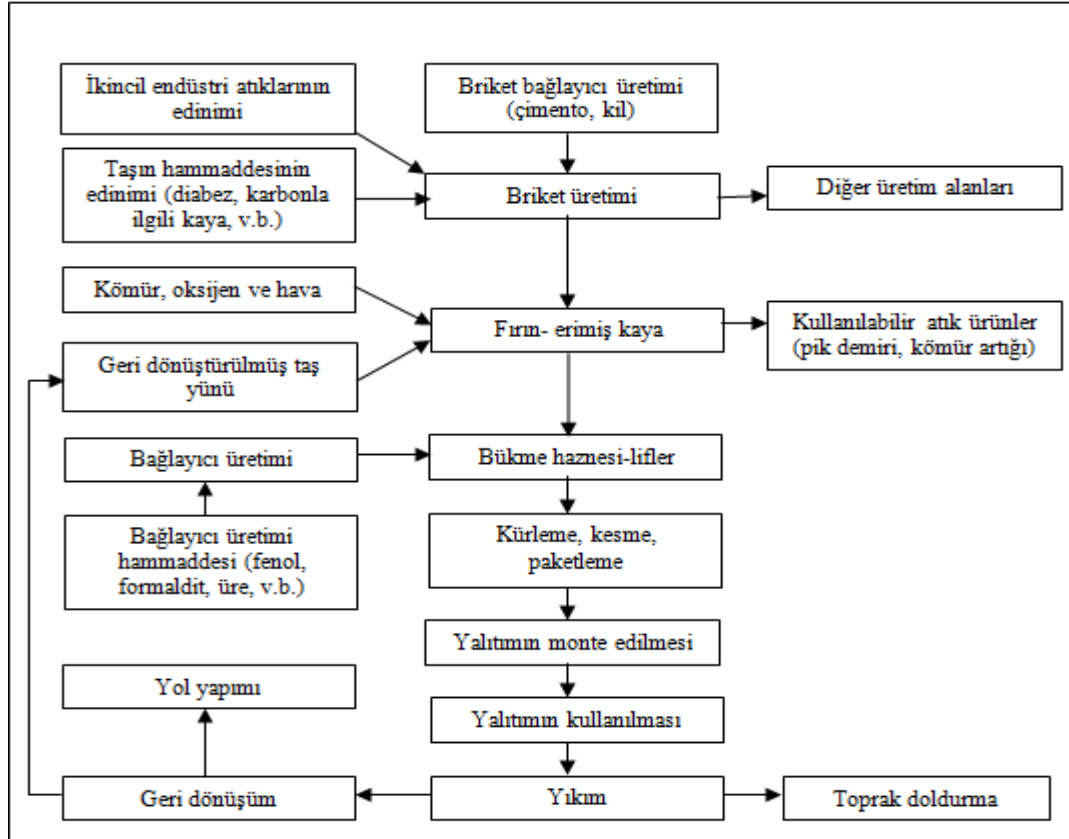 İkincil endüstri atıklarının
edinimi
Briket bağlayıcı üretimi
(çimento, kil)
Taşın hammaddesinin
edinimi (diabez, karbonla
ilgili kaya, v.b.)
Briket üretimi
Diğer üretim alanları
Kömür, oksijen ve hava
Fırın- erimiş kaya
Kullanılabilir atık ürünler
(pik demiri, kömür artığı)
Geri dönüştürülmüş taş
yünü
Bağlayıcı üretimi
Bükme haznesi-lifler
Bağlayıcı üretimi
hammaddesi (fenol,
formaldit, üre, v.b.)
Kürleme, kesme,
paketleme
Yalıtımın monte edilmesi
Yol yapımı
Yalıtımın kullanılması
Geri dönüşüm
Yıkım
Toprak doldurma